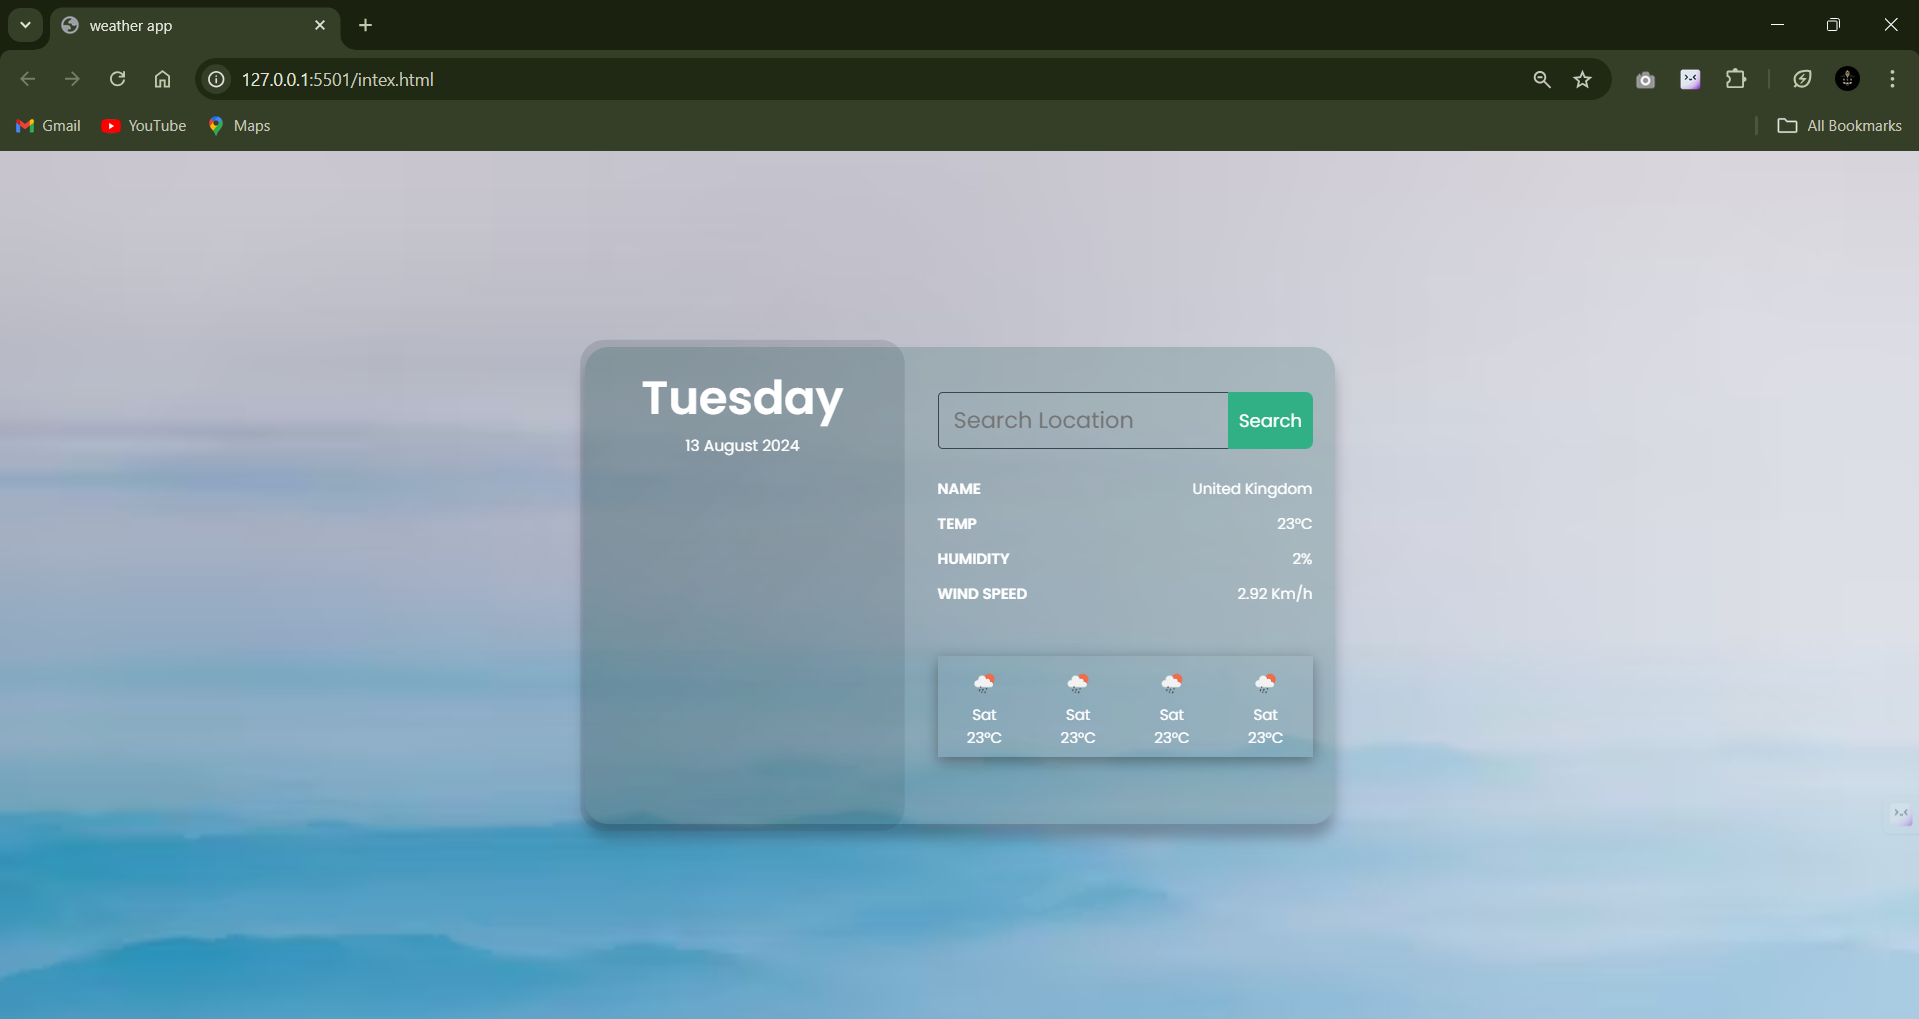 weather app
127.0.0.1:5501/intex.html
Gmail YouTube Maps All Bookmarks
Tuesday
13 August 2024
Search Location Search
NAME United Kingdom
TEMP 23°C
HUMIDITY 2%
WIND SPEED 2.92 Km/h
Sat Sat Sat Sat
23°C 23°C 23°C 23°C